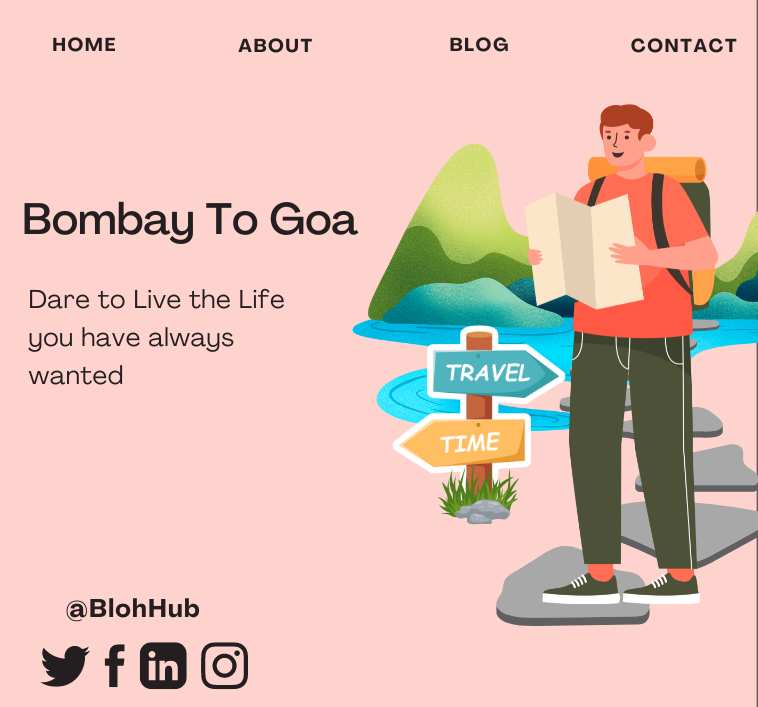 HOME ABOUT BLOG CONTACT
Bombay To Goa
Dare to Live the Life
you have always
wanted
TRAVEL
TIME
@BlohHub